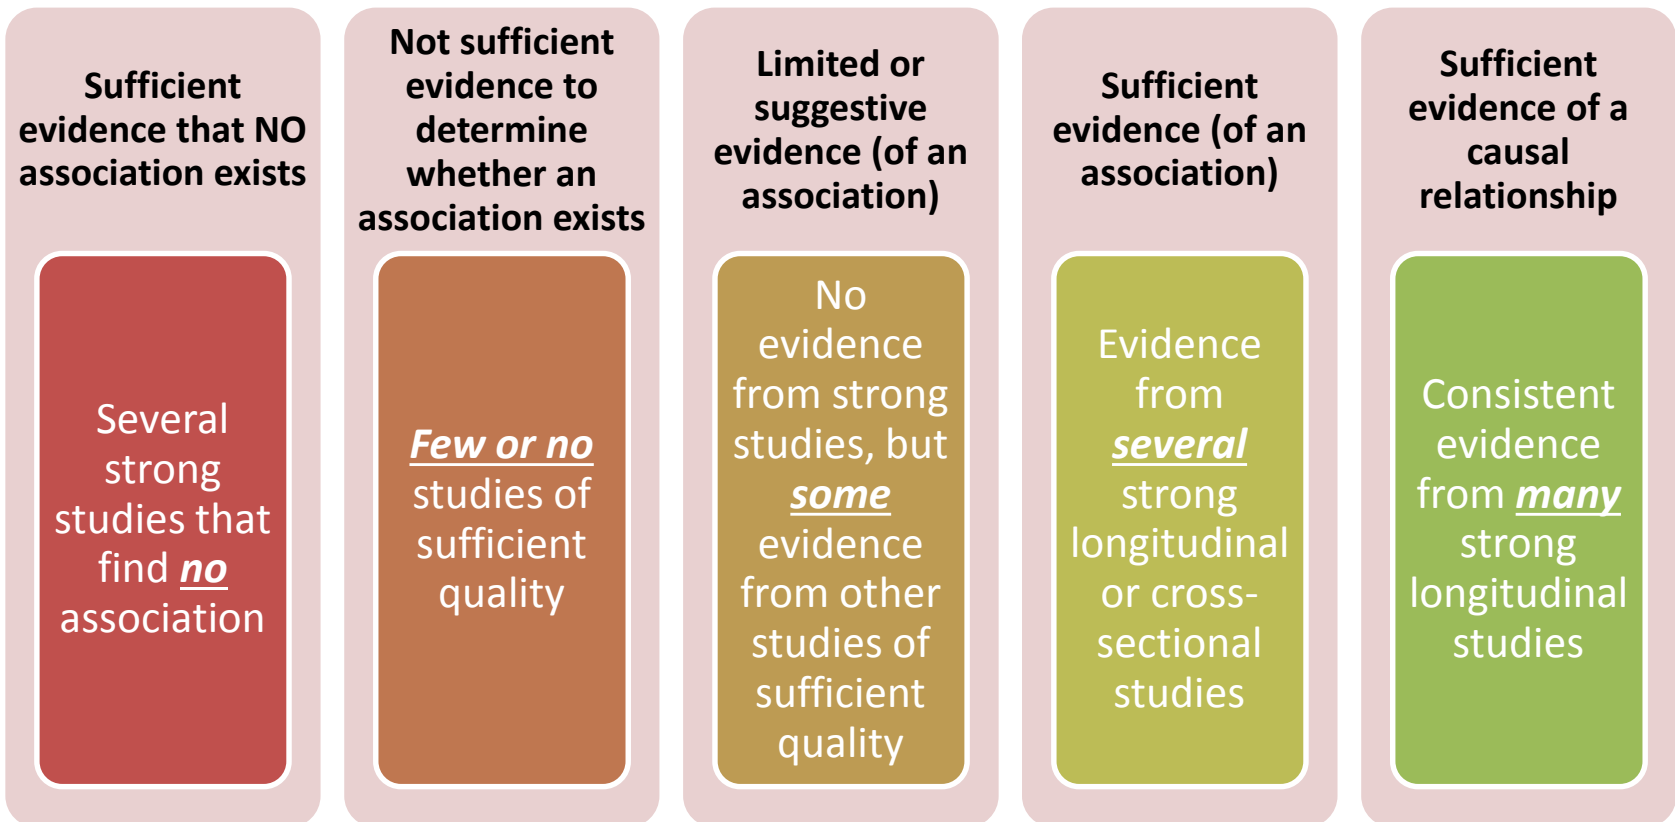 Sufficient
evidence that NO
association exists
Several
strong
studies that
find no
association
Not sufficient
evidence to
determine
whether an
association exists
Few or no
studies of
sufficient
quality
Limited or
suggestive
evidence (of an
association)
No
evidence
from strong
studies, but
some
evidence
from other
studies of
sufficient
quality
Sufficient
evidence (of an
association)
Evidence
from
several
strong
longitudinal
or cross-
sectional
studies
Sufficient
evidence of a
causal
relationship
Consistent
evidence
from many
strong
longitudinal
studies